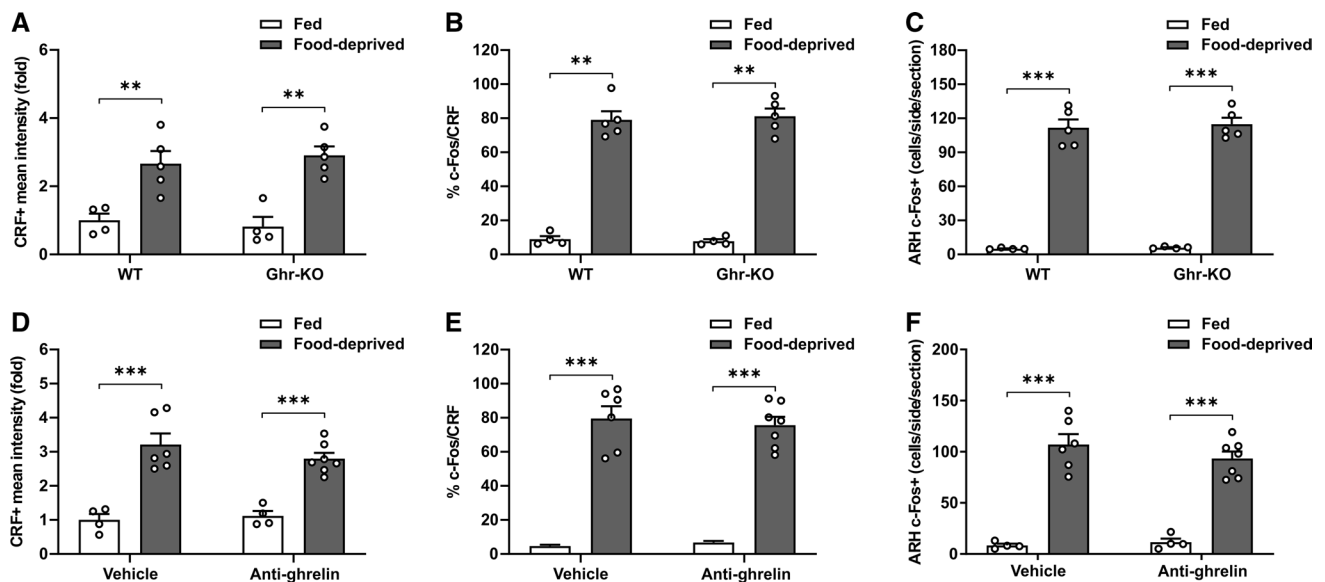 A
Fed
Food-deprived
CRF+ mean intensity (fold)
6
4
2
0
**
**
WT
Ghr-KO
B
Fed
Food-deprived
% c-Fos/CRF
120
100
80
60
40
20
0
**
**
WT
Ghr-KO
C
Fed
Food-deprived
ARH c-Fos+ (cells/side/section)
180
150
120
90
60
30
0
***
***
WT
Ghr-KO
D
Fed
Food-deprived
CRF+ mean intensity (fold)
6
5
4
3
2
1
0
***
***
Vehicle
Anti-ghrelin
E
Fed
Food-deprived
% c-Fos/CRF
120
100
80
60
40
20
0
***
***
Vehicle
Anti-ghrelin
F
Fed
Food-deprived
ARH c-Fos+ (cells/side/section)
200
150
100
50
0
***
***
Vehicle
Anti-ghrelin